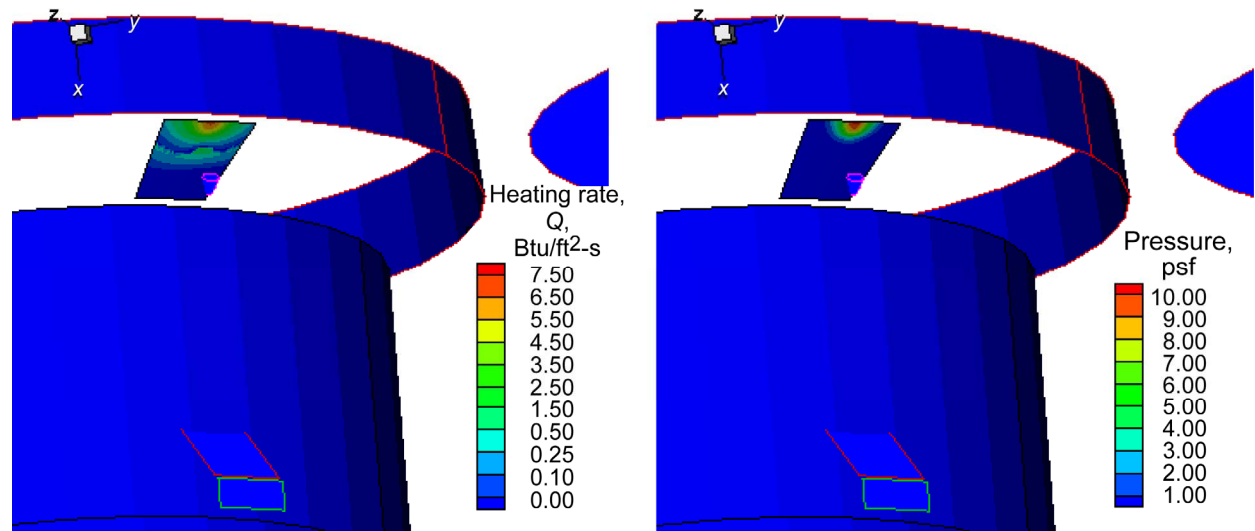 z
y
x
Heating rate,
Q,
Btu/ft2-s
7.50
6.50
5.50
4.50
3.50
2.50
1.50
0.50
0.25
0.10
0.00
z
y
x
Pressure,
psf
10.00
9.00
8.00
7.00
6.00
5.00
4.00
3.00
2.00
1.00